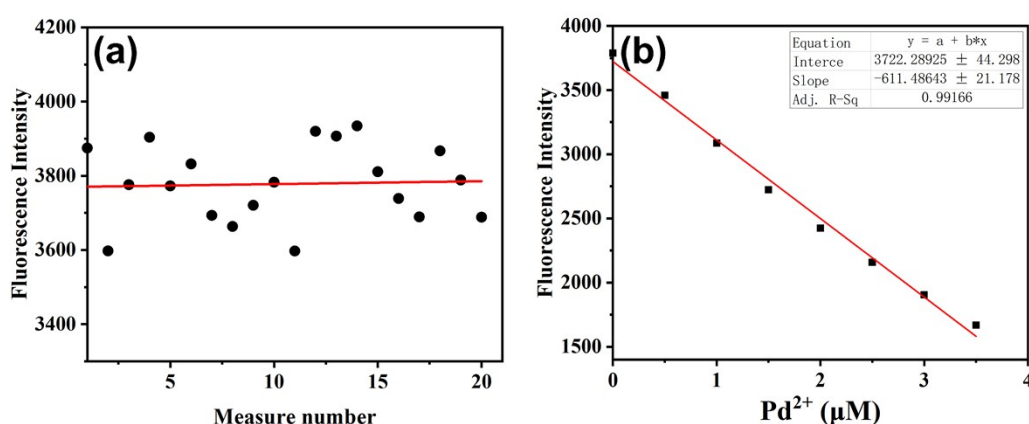 (a)
Fluorescence Intensity
4200
4000
3800
3600
3400
5
10
15
20
Measure number
(b)
Fluorescence Intensity
4000
3500
3000
2500
2000
1500
0
1
2
3
4
Pd²⁺ (μM)
Equation y = a + b*x
Interce 3722.28925 ± 44.298
Slope -611.48643 ± 21.178
Adj. R-Sq 0.99166